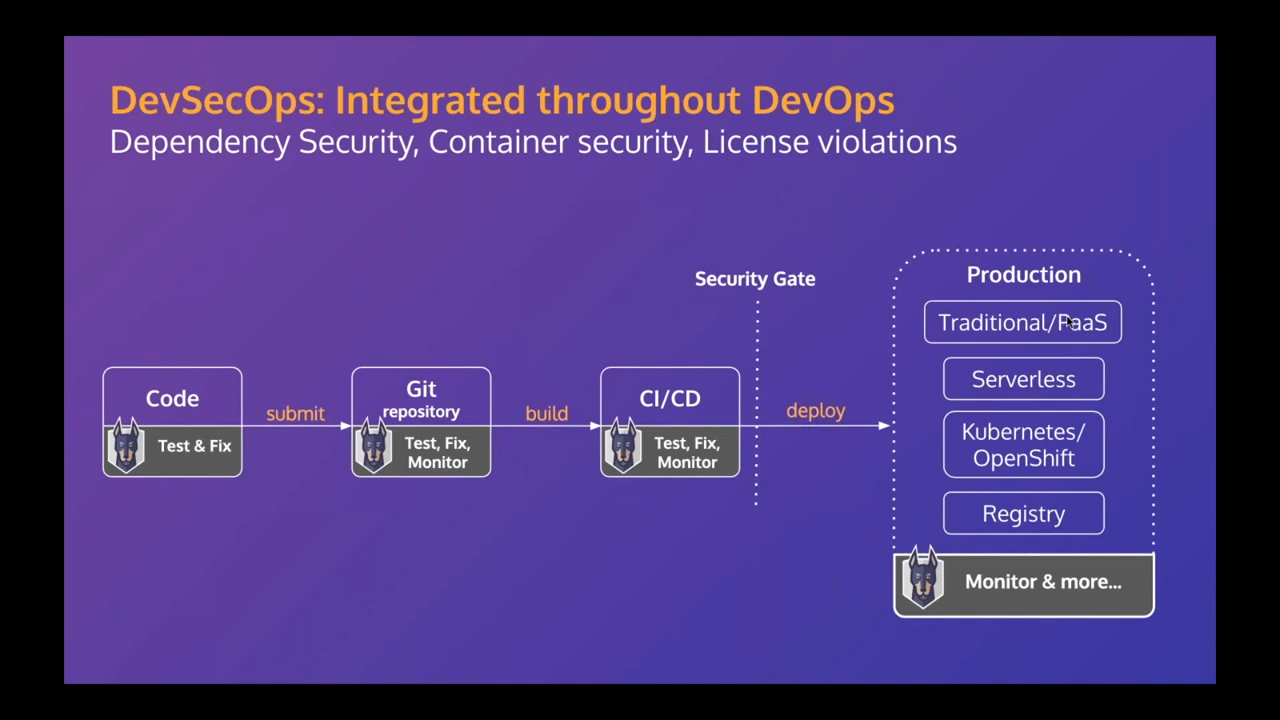 DevSecOps: Integrated throughout DevOps
Dependency Security, Container security, License violations
Security Gate
Code
Test & Fix
submit
Git
repository
Test, Fix,
Monitor
build
CI/CD
Test, Fix,
Monitor
deploy
Production
Traditional/PaaS
Serverless
Kubernetes/
OpenShift
Registry
Monitor & more...